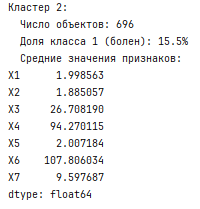 Кластер 2:
Число объектов: 696
Доля класса 1 (болен): 15.5%
Средние значения признаков:
X1 1.998563
X2 1.885057
X3 26.708190
X4 94.270115
X5 2.007184
X6 107.806034
X7 9.597687
dtype: float64